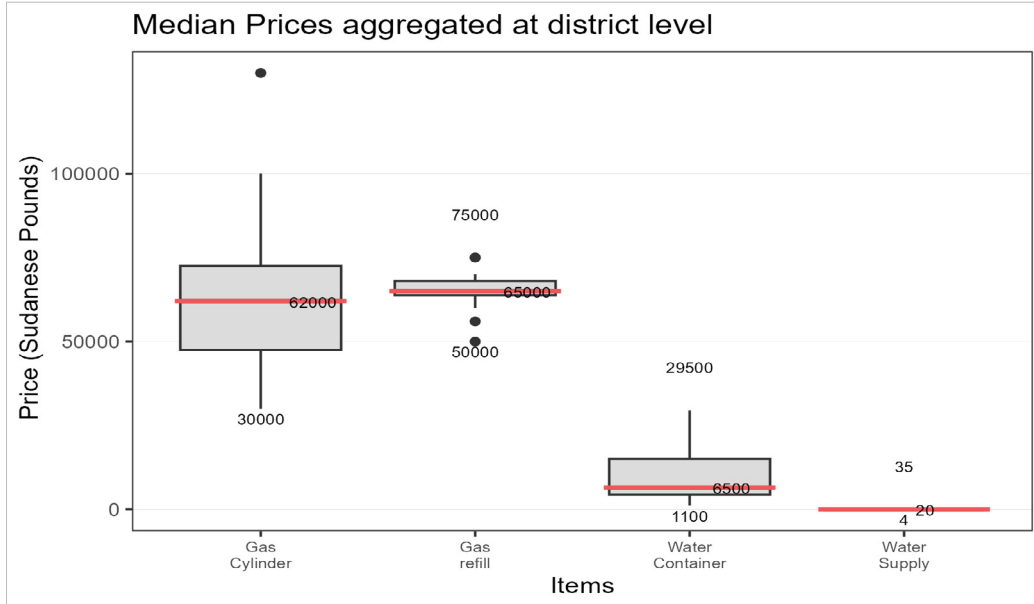 Median Prices aggregated at district level
Price (Sudanese Pounds)
100000
50000
0
62000
30000
75000
65000
50000
29500
6500
1100
35
20
4
Gas
Cylinder
Gas
refill
Water
Container
Water
Supply
Items